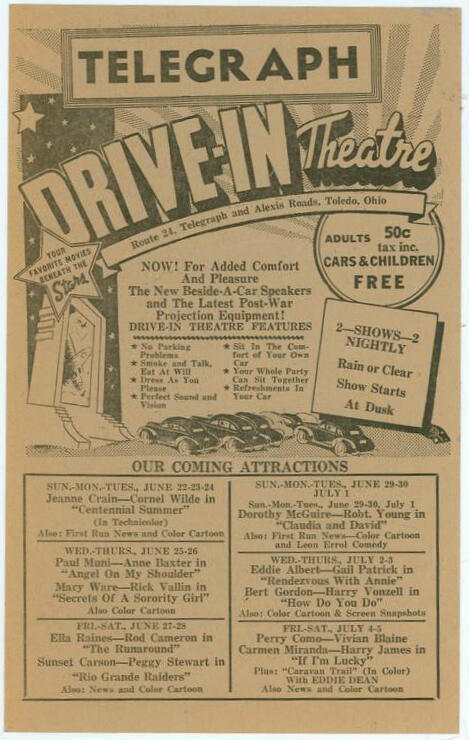 TELEGRAPH
DRIVE-IN Theatre
Route 24, Telegraph and Alexis Roads, Toledo, Ohio
YOUR
FAVORITE MOVIES
BENEATH THE
Stars
ADULTS 50c
tax inc.
CARS & CHILDREN
FREE
NOW! For Added Comfort
And Pleasure
The New Beside-A-Car Speakers
and The Latest Post-War
Projection Equipment!
DRIVE-IN THEATRE FEATURES
★ No Parking
Problems
★ Smoke and Talk,
Eat At Will
★ Dress As You
Please
★ Perfect Sound and
Vision
★ Sit In The Com-
fort of Your Own
Car
★ Your Whole Party
Can Sit Together
★ Refreshments In
Your Car
2—SHOWS—2
NIGHTLY
Rain or Clear
Show Starts
At Dusk
OUR COMING ATTRACTIONS
SUN.-MON.-TUES., JUNE 22-23-24
Jeanne Crain—Cornel Wilde in
"Centennial Summer"
(In Technicolor)
Also: First Run News and Color Cartoon
WED.-THURS., JUNE 25-26
Paul Muni—Anne Baxter in
"Angel On My Shoulder"
Mary Ware—Rick Vallin in
"Secrets Of A Sorority Girl"
Also Color Cartoon
FRI.-SAT., JUNE 27-28
Ella Raines—Rod Cameron in
"The Runaround"
Sunset Carson—Peggy Stewart in
"Rio Grande Raiders"
Also: News and Color Cartoon
SUN.-MON.-TUES., JUNE 29-30
JULY 1
Sun.-Mon.-Tues., June 29-30, July 1
Dorothy McGuire—Robt. Young in
"Claudia and David"
Also: First Run News—Color Cartoon
and Leon Errol Comedy
WED.-THURS., JULY 2-3
Eddie Albert—Gail Patrick in
"Rendezvous With Annie"
Bert Gordon—Harry Vonzell in
"How Do You Do"
Also: Color Cartoon & Screen Snapshots
FRI.-SAT., JULY 4-5
Perry Como—Vivian Blaine
Carmen Miranda—Harry James in
"If I'm Lucky"
Plus: "Caravan Trail" (In Color)
With EDDIE DEAN
Also News and Color Cartoon